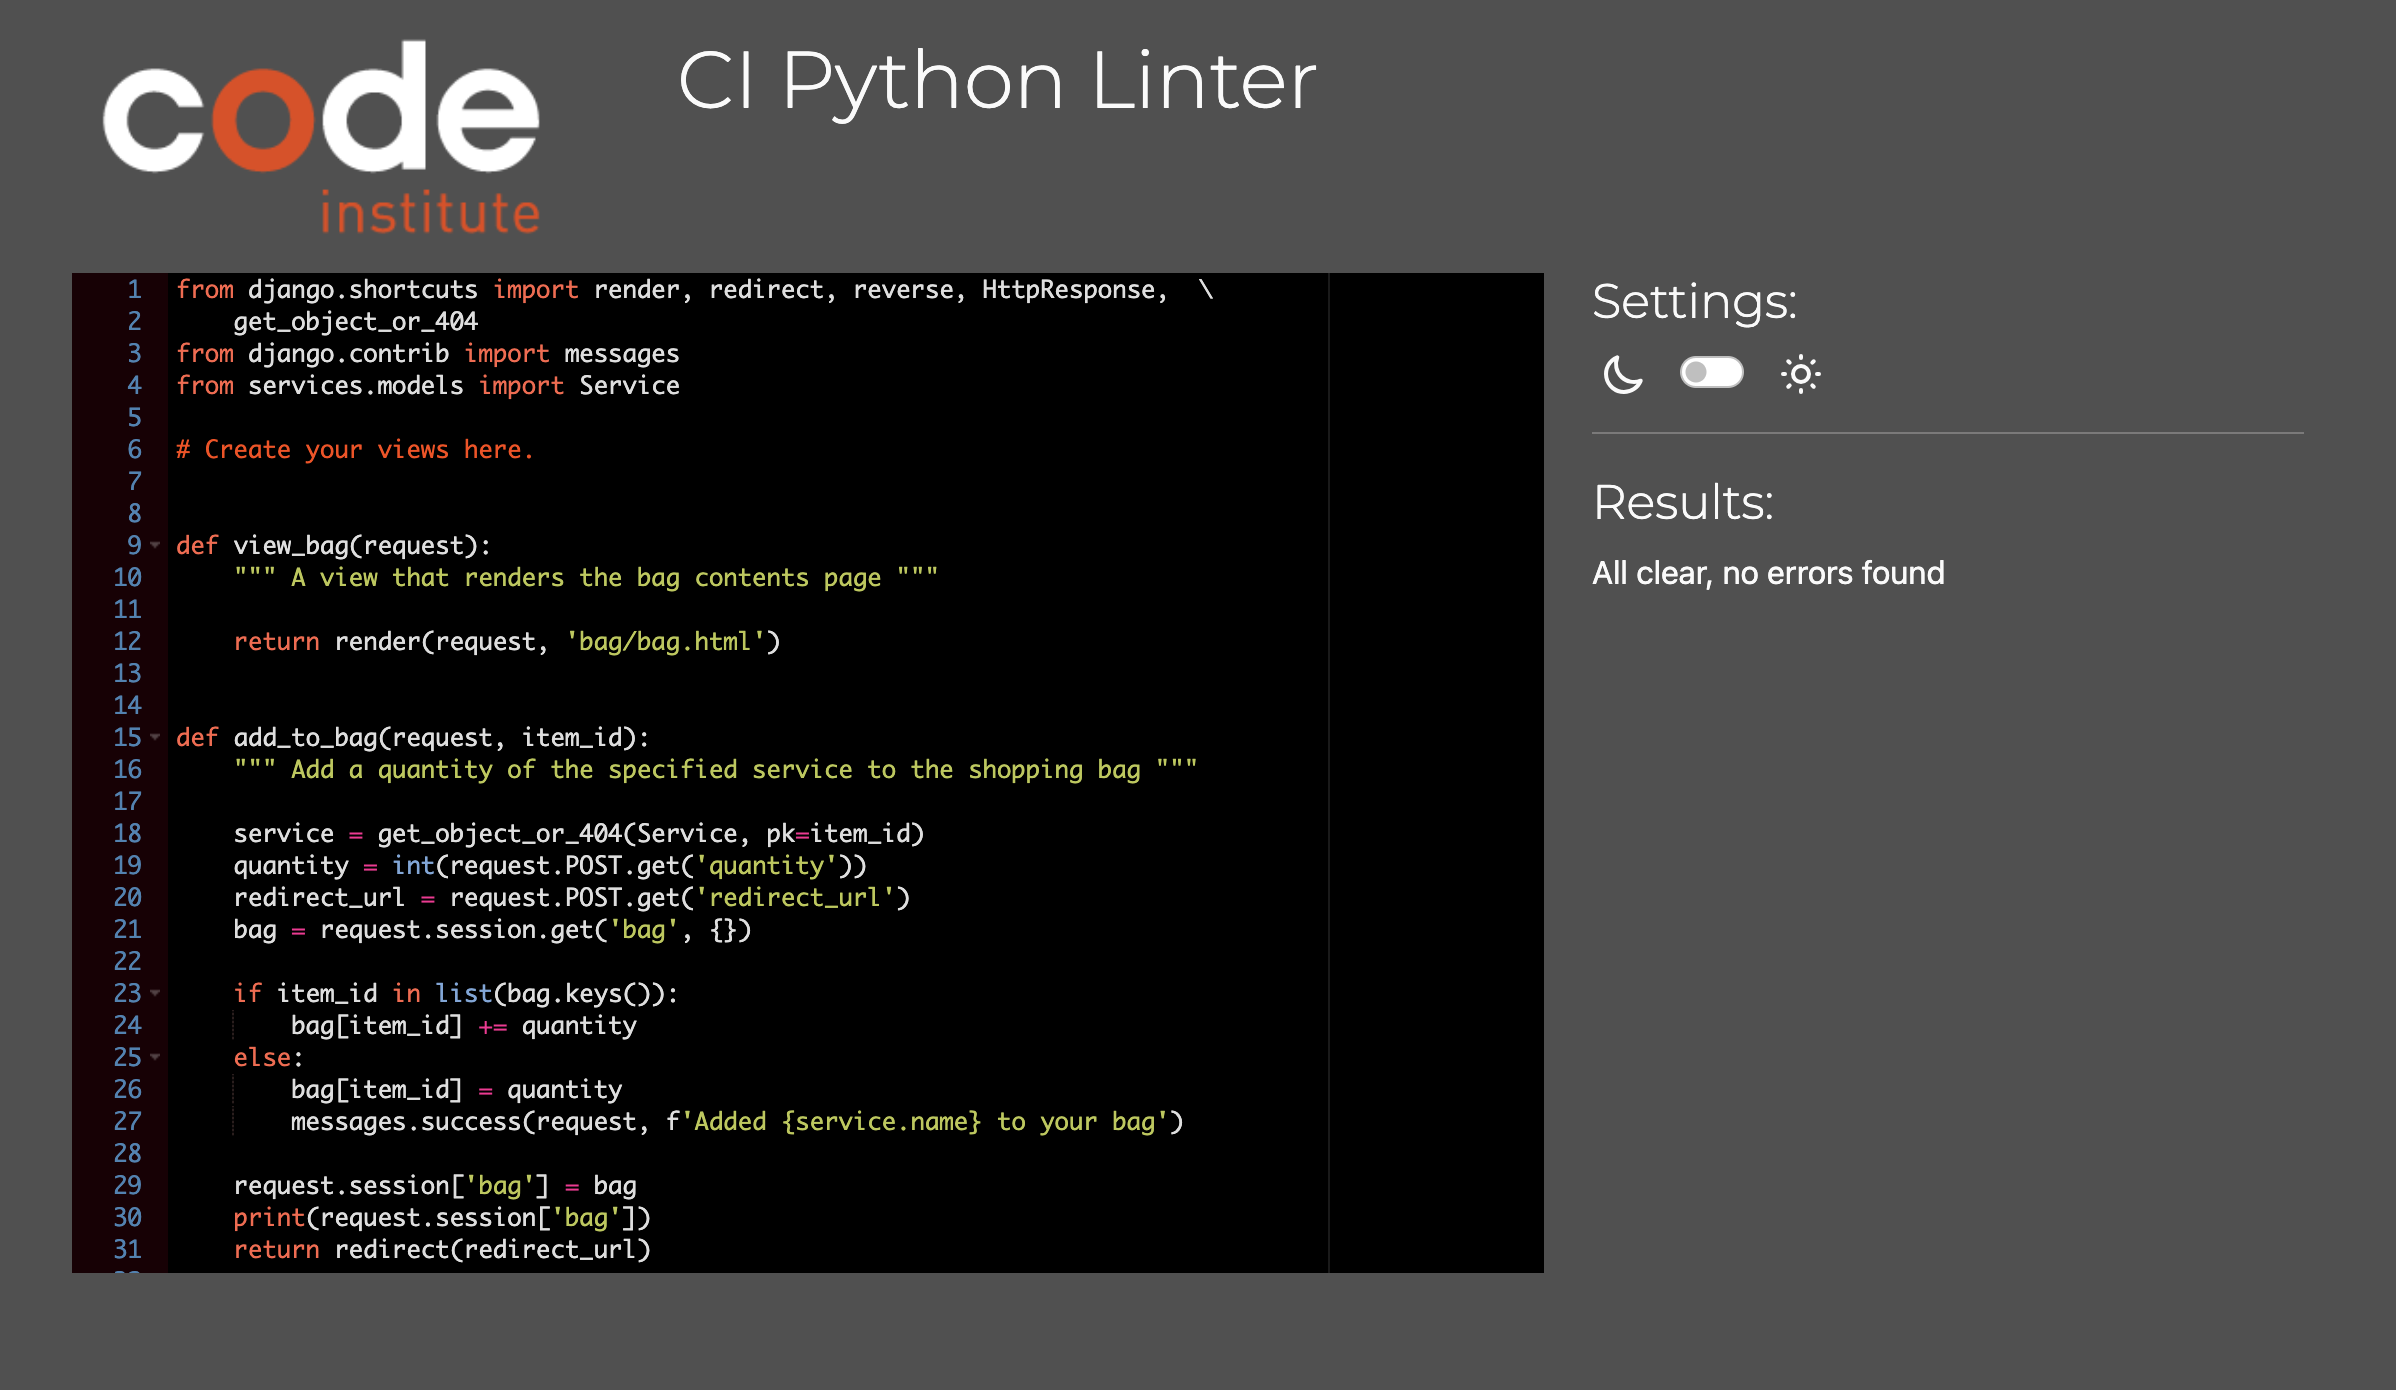 code
institute
CI Python Linter
1 from django.shortcuts import render, redirect, reverse, HttpResponse,  \
2     get_object_or_404
3 from django.contrib import messages
4 from services.models import Service
5
6 # Create your views here.
7
8
9 def view_bag(request):
10     """ A view that renders the bag contents page """
11
12     return render(request, 'bag/bag.html')
13
14
15 def add_to_bag(request, item_id):
16     """ Add a quantity of the specified service to the shopping bag """
17
18     service = get_object_or_404(Service, pk=item_id)
19     quantity = int(request.POST.get('quantity'))
20     redirect_url = request.POST.get('redirect_url')
21     bag = request.session.get('bag', {})
22
23     if item_id in list(bag.keys()):
24         bag[item_id] += quantity
25     else:
26         bag[item_id] = quantity
27         messages.success(request, f'Added {service.name} to your bag')
28
29     request.session['bag'] = bag
30     print(request.session['bag'])
31     return redirect(redirect_url)
Settings:
Results:
All clear, no errors found